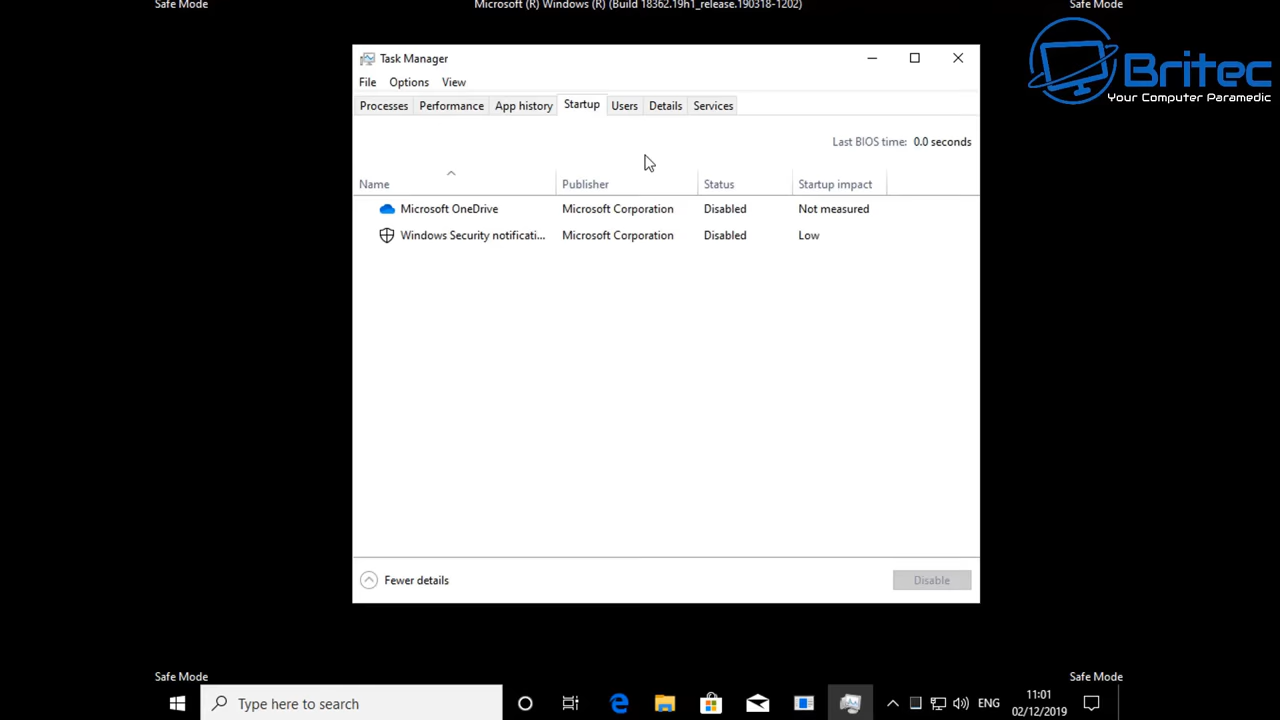 Safe Mode
Microsoft (R) Windows (R) (Build 18362.19h1_release.190318-1202)
Safe Mode
Britec
Your Computer Paramedic
Task Manager
File Options View
Processes Performance App history Startup Users Details Services
Last BIOS time: 0.0 seconds
Name Publisher Status Startup impact
Microsoft OneDrive Microsoft Corporation Disabled Not measured
Windows Security notificati... Microsoft Corporation Disabled Low
Fewer details Disable
Safe Mode Safe Mode
Type here to search ENG 11:01
02/12/2019